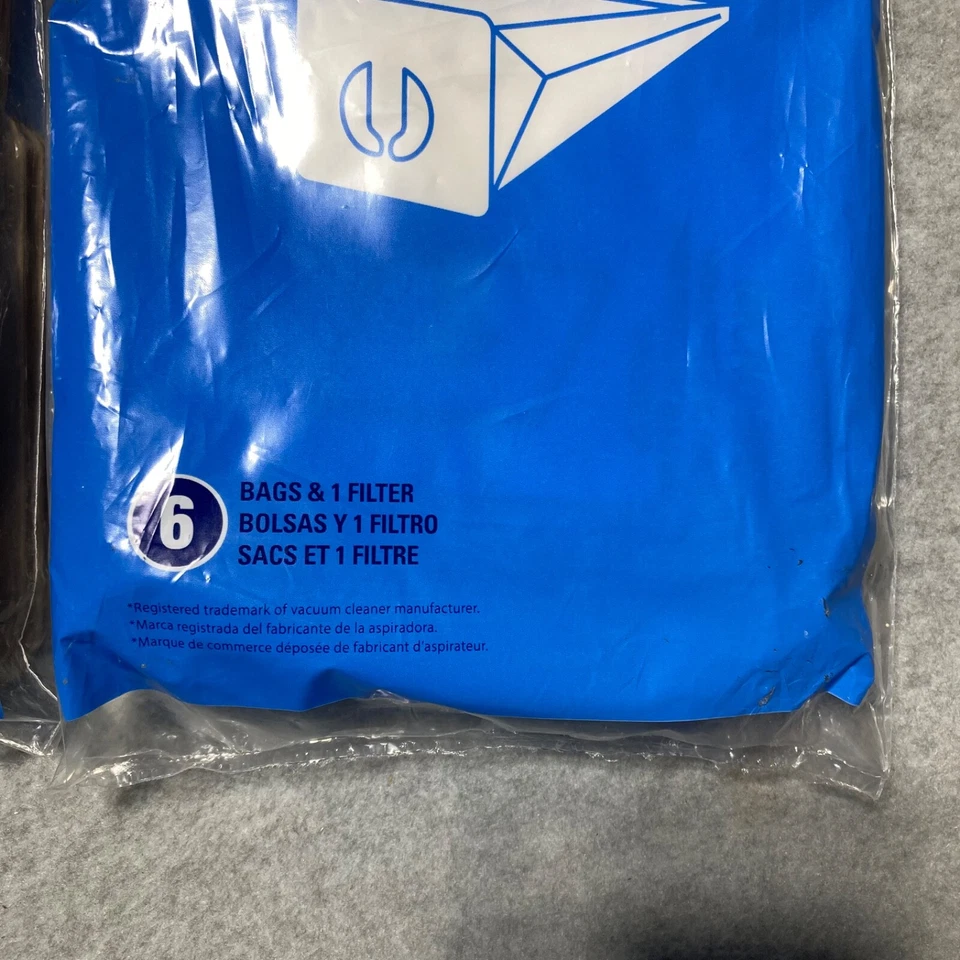 6
BAGS & 1 FILTER
BOLSAS Y 1 FILTRO
SACS ET 1 FILTRE
*Registered trademark of vacuum cleaner manufacturer.
*Marca registrada del fabricante de la aspiradora.
*Marque de commerce déposée de fabricant d'aspirateur.